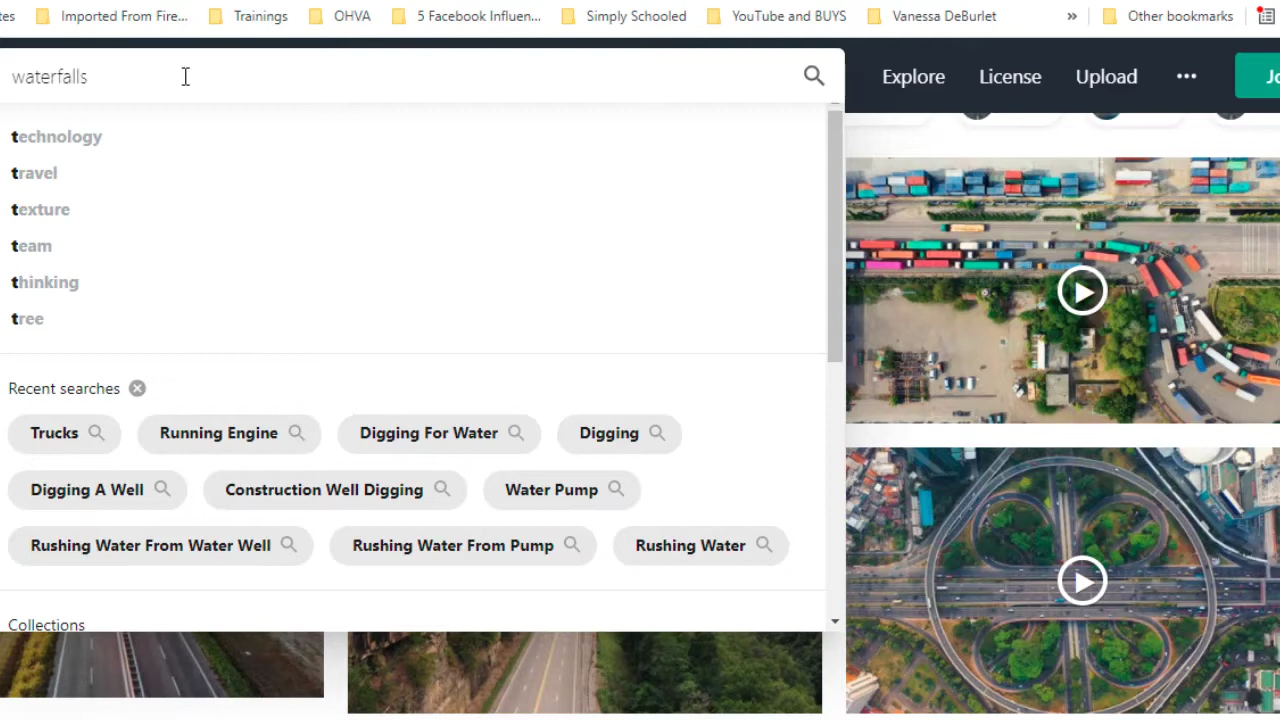 tes Imported From Fire... Trainings OHVA 5 Facebook Influen... Simply Schooled YouTube and BUYS Vanessa DeBurlet » Other bookmarks
waterfalls Explore License Upload ••• Jo
technology
travel
texture
team
thinking
tree
Recent searches
Trucks Running Engine Digging For Water Digging
Digging A Well Construction Well Digging Water Pump
Rushing Water From Water Well Rushing Water From Pump Rushing Water
Collections